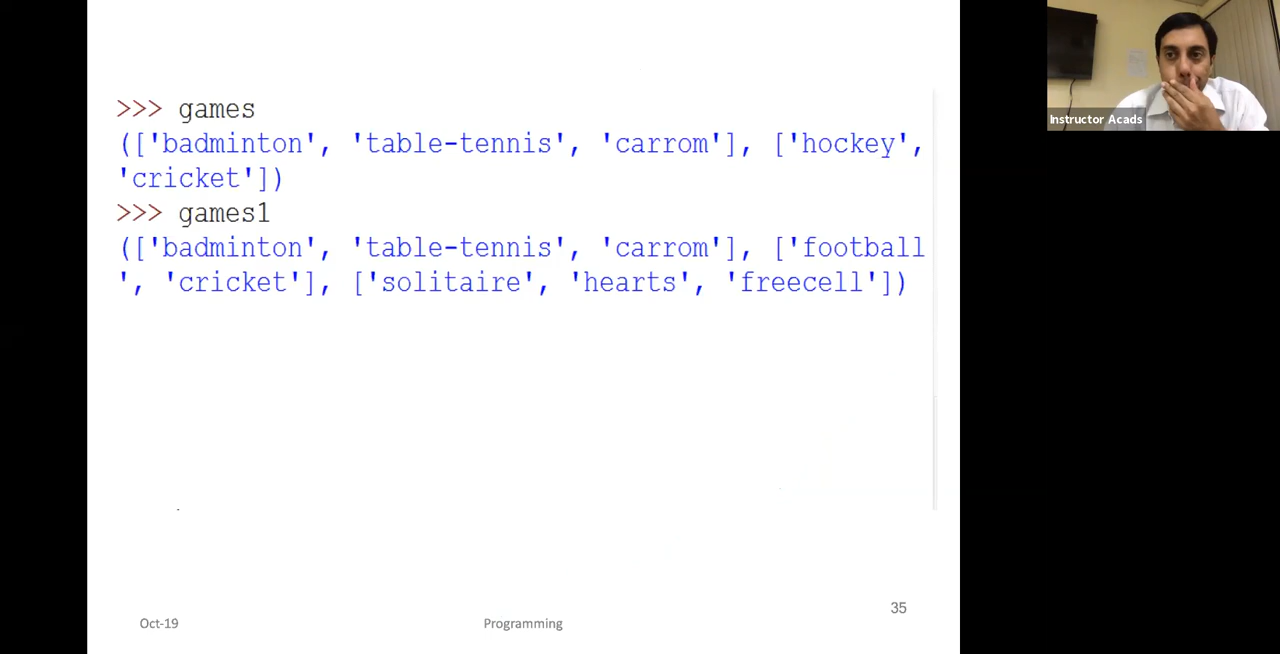 >>> games
(['badminton', 'table-tennis', 'carrom'], ['hockey',
'cricket'])
>>> games1
(['badminton', 'table-tennis', 'carrom'], ['football
', 'cricket'], ['solitaire', 'hearts', 'freecell'])
35
Oct-19
Programming
Instructor Acads